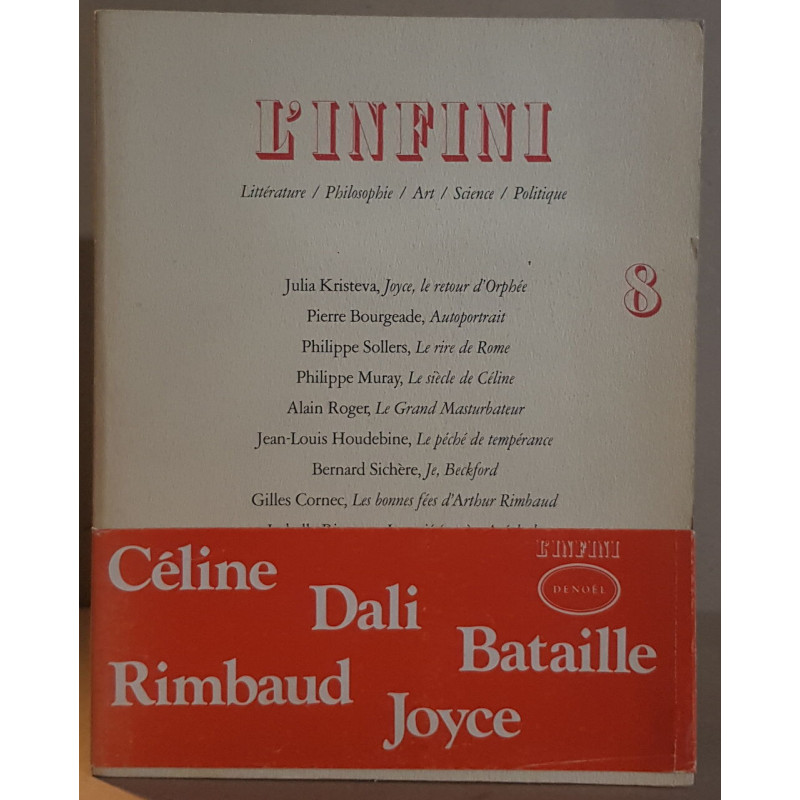 L'INFINI
Littérature / Philosophie / Art / Science / Politique
8
Julia Kristeva, Joyce, le retour d'Orphée
Pierre Bourgeade, Autoportrait
Philippe Sollers, Le rire de Rome
Philippe Muray, Le siècle de Céline
Alain Roger, Le Grand Masturbateur
Jean-Louis Houdebine, Le péché de tempérance
Bernard Sichère, Je, Beckford
Gilles Cornec, Les bonnes fées d'Arthur Rimbaud
L'INFINI
DENOËL
Céline
Dali
Bataille
Rimbaud
Joyce